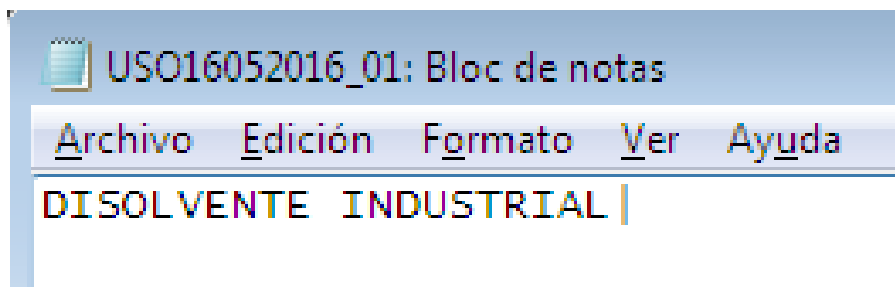 USO16052016_01: Bloc de notas
Archivo Edición Formato Ver Ayuda
DISOLVENTE INDUSTRIAL